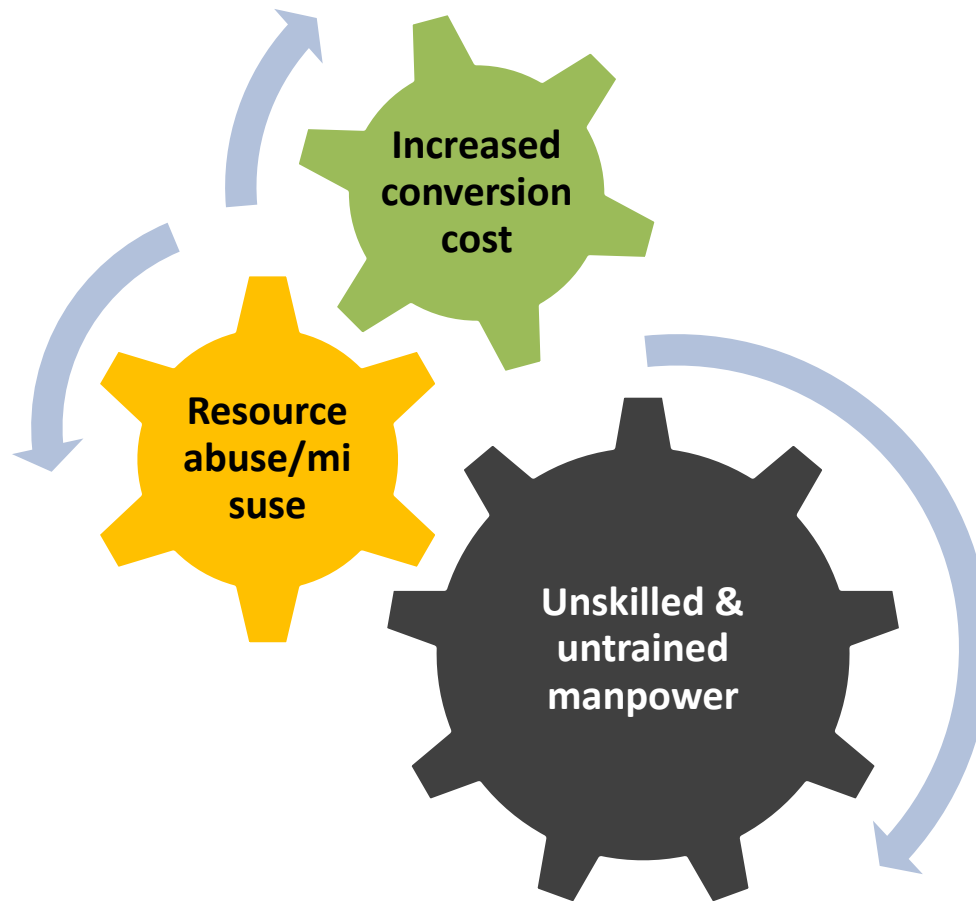 Increased
conversion
cost
Resource
abuse/mi
suse
Unskilled &
untrained
manpower